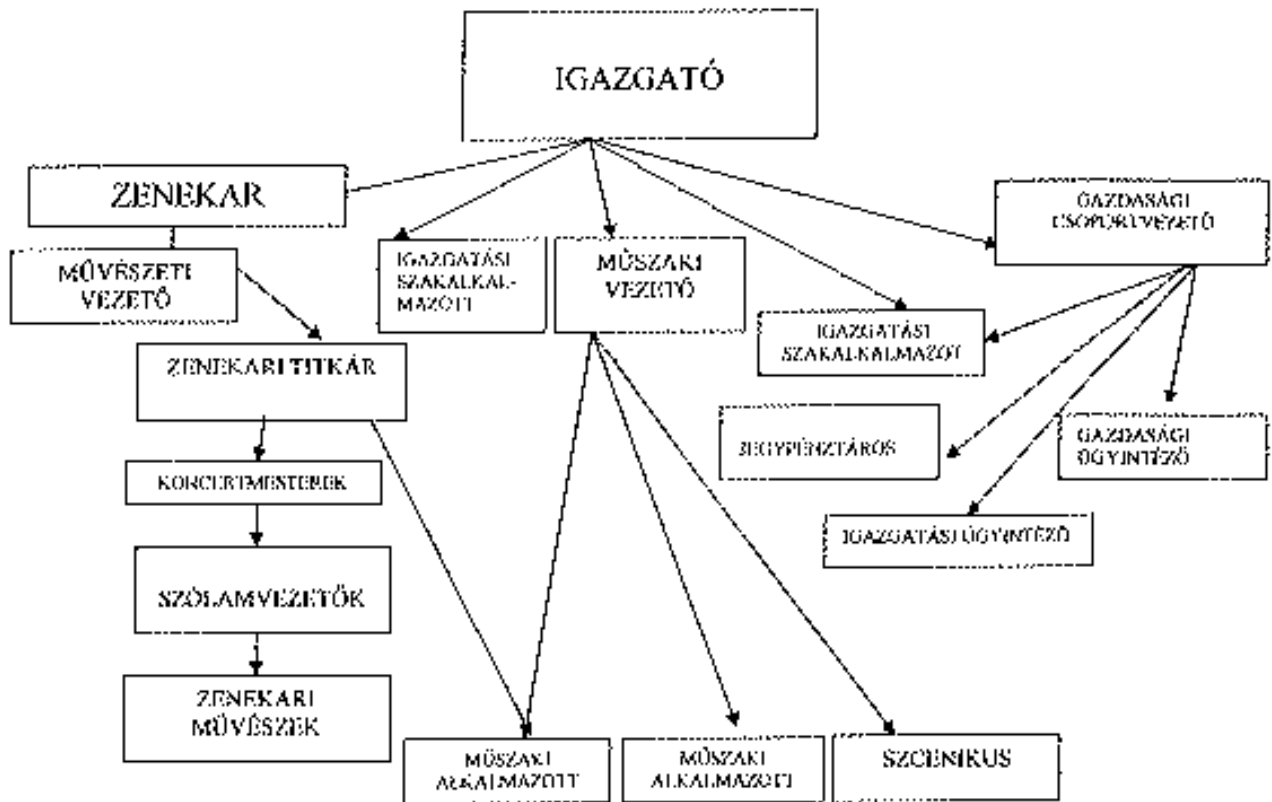 IGAZGATÓ
ZENEKAR
GAZDASÁGI
CSOPORTVEZETŐ
MŰVÉSZETI
VEZETŐ
IGAZGATÁSI
SZAKALKAL-
MAZOTT
MŰSZAKI
VEZETŐ
IGAZGATÁSI
SZAKALKALMAZOT
ZENEKARI TITKÁR
JEGYPÉNZTÁROS
GAZDASÁGI
ÜGYINTÉZŐ
KONCERTMESTEREK
IGAZGATÁSI ÜGYINTÉZŐ
SZÓLAMVEZETŐK
ZENEKARI
MŰVÉSZEK
MŰSZAKI
ALKALMAZOTT
MŰSZAKI
ALKALMAZOTT
SZCENIKUS